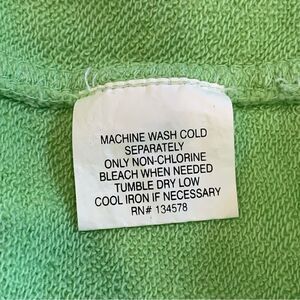 MACHINE WASH COLD
SEPARATELY
ONLY NON-CHLORINE
BLEACH WHEN NEEDED
TUMBLE DRY LOW
COOL IRON IF NECESSARY
RN# 134578